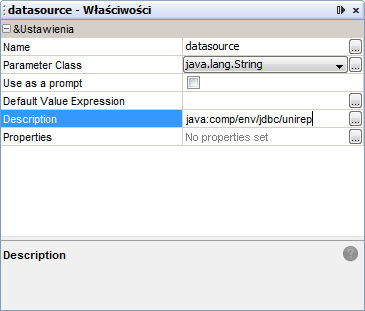 datasource - Właściwości
&Ustawienia
Name datasource ...
Parameter Class java.lang.String ...
Use as a prompt
Default Value Expression ...
Description java:comp/env/jdbc/unirep ...
Properties No properties set ...
Description
?